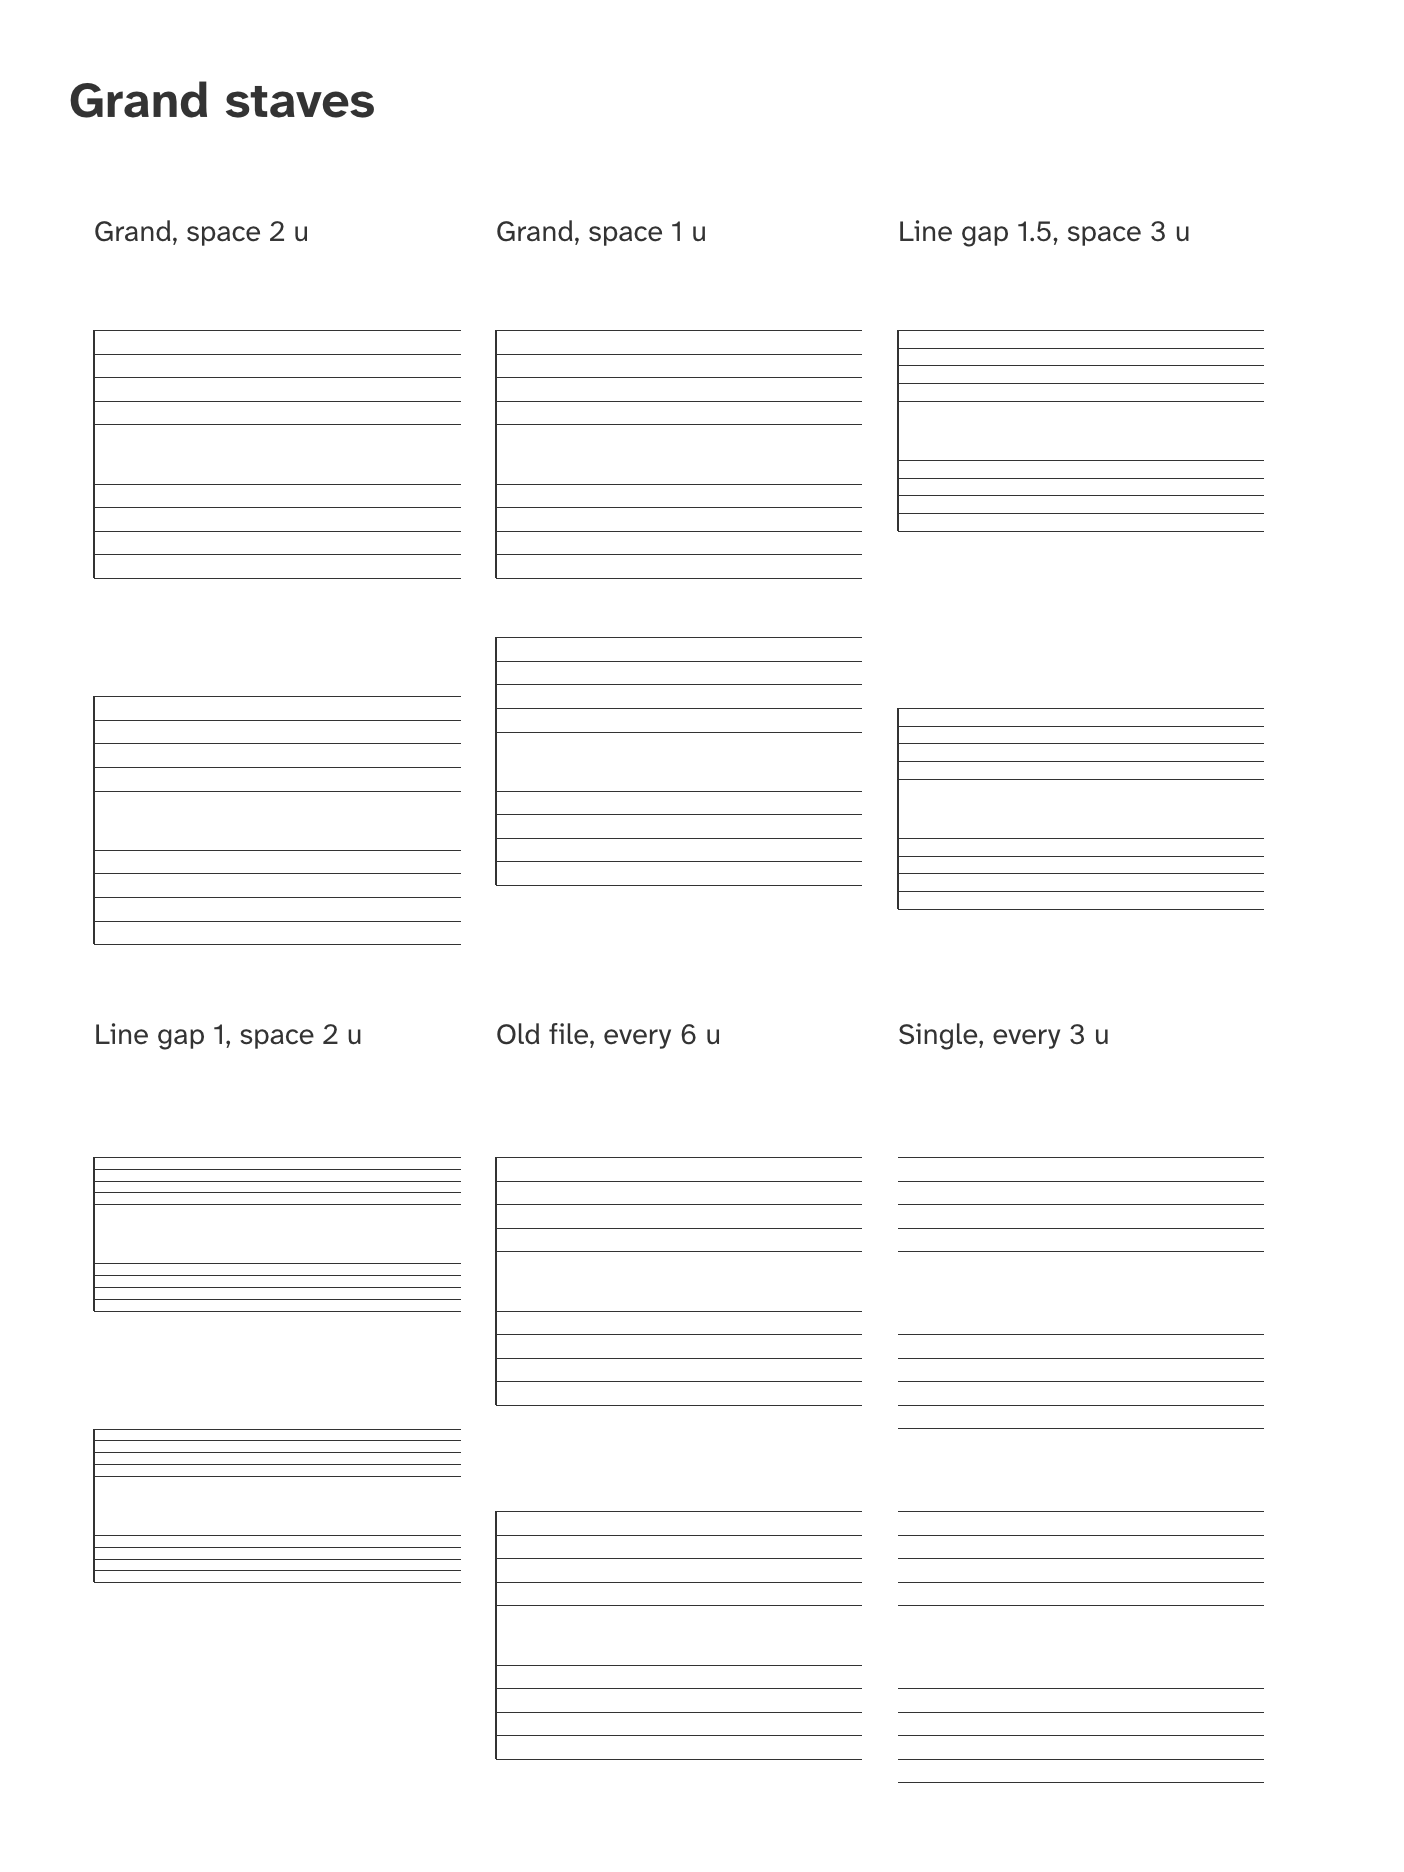 Grand staves
Grand, space 2 u
Grand, space 1 u
Line gap 1.5, space 3 u
Line gap 1, space 2 u
Old file, every 6 u
Single, every 3 u